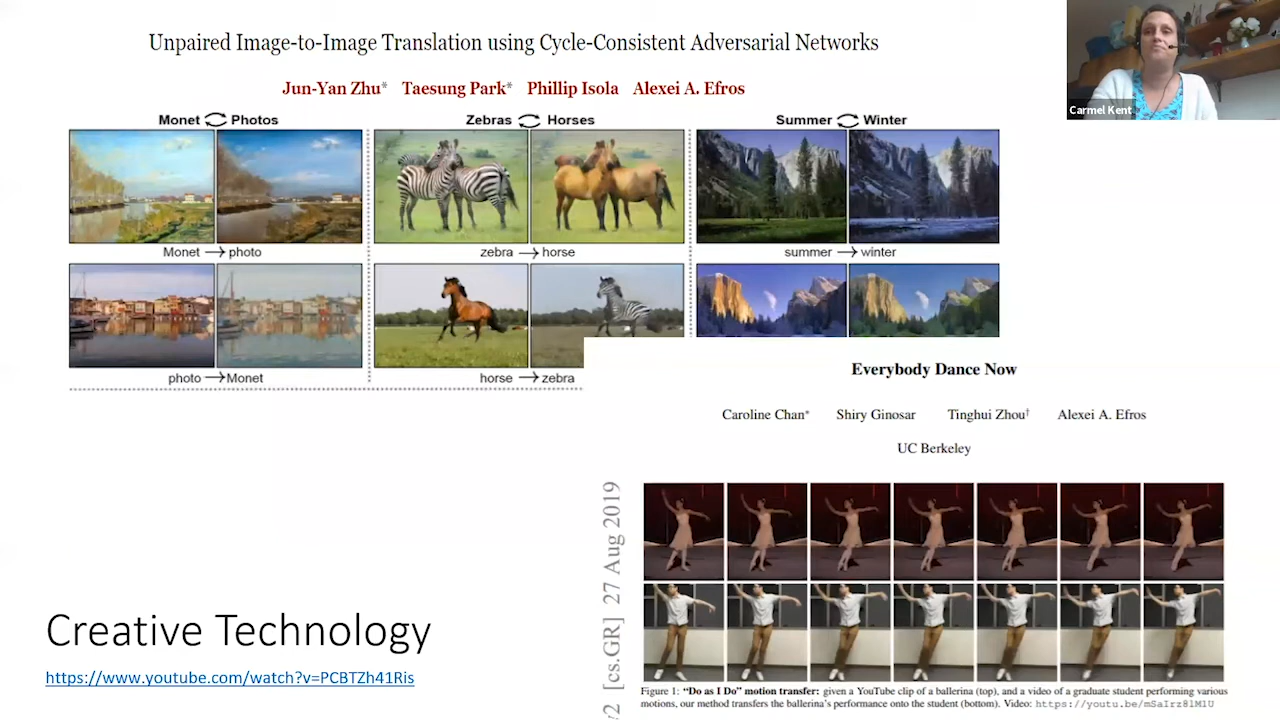 Unpaired Image-to-Image Translation using Cycle-Consistent Adversarial Networks
Jun-Yan Zhu* Taesung Park* Phillip Isola Alexei A. Efros
Carmel Kent
Monet Photos
Zebras Horses
Summer Winter
Monet → photo
zebra → horse
summer → winter
photo → Monet
horse → zebra
Everybody Dance Now
Caroline Chan* Shiry Ginosar Tinghui Zhou† Alexei A. Efros
UC Berkeley
v2 [cs.GR] 27 Aug 2019
Figure 1: “Do as I Do” motion transfer: given a YouTube clip of a ballerina (top), and a video of a graduate student performing various
motions, our method transfers the ballerina’s performance onto the student (bottom). Video: https://youtu.be/mSaIrz8lM1U
Creative Technology
https://www.youtube.com/watch?v=PCBTZh41Ris